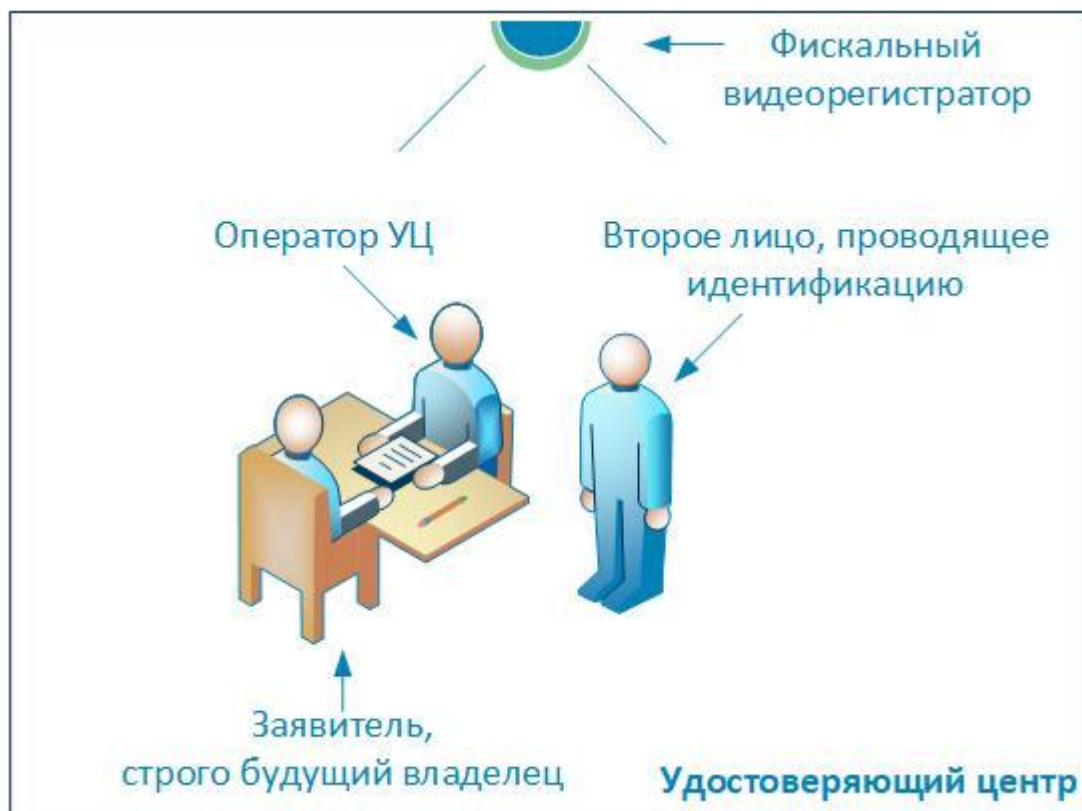 Фискальный
видеорегистратор
Оператор УЦ
Второе лицо, проводящее
идентификацию
Заявитель,
строго будущий владелец
Удостоверяющий центр